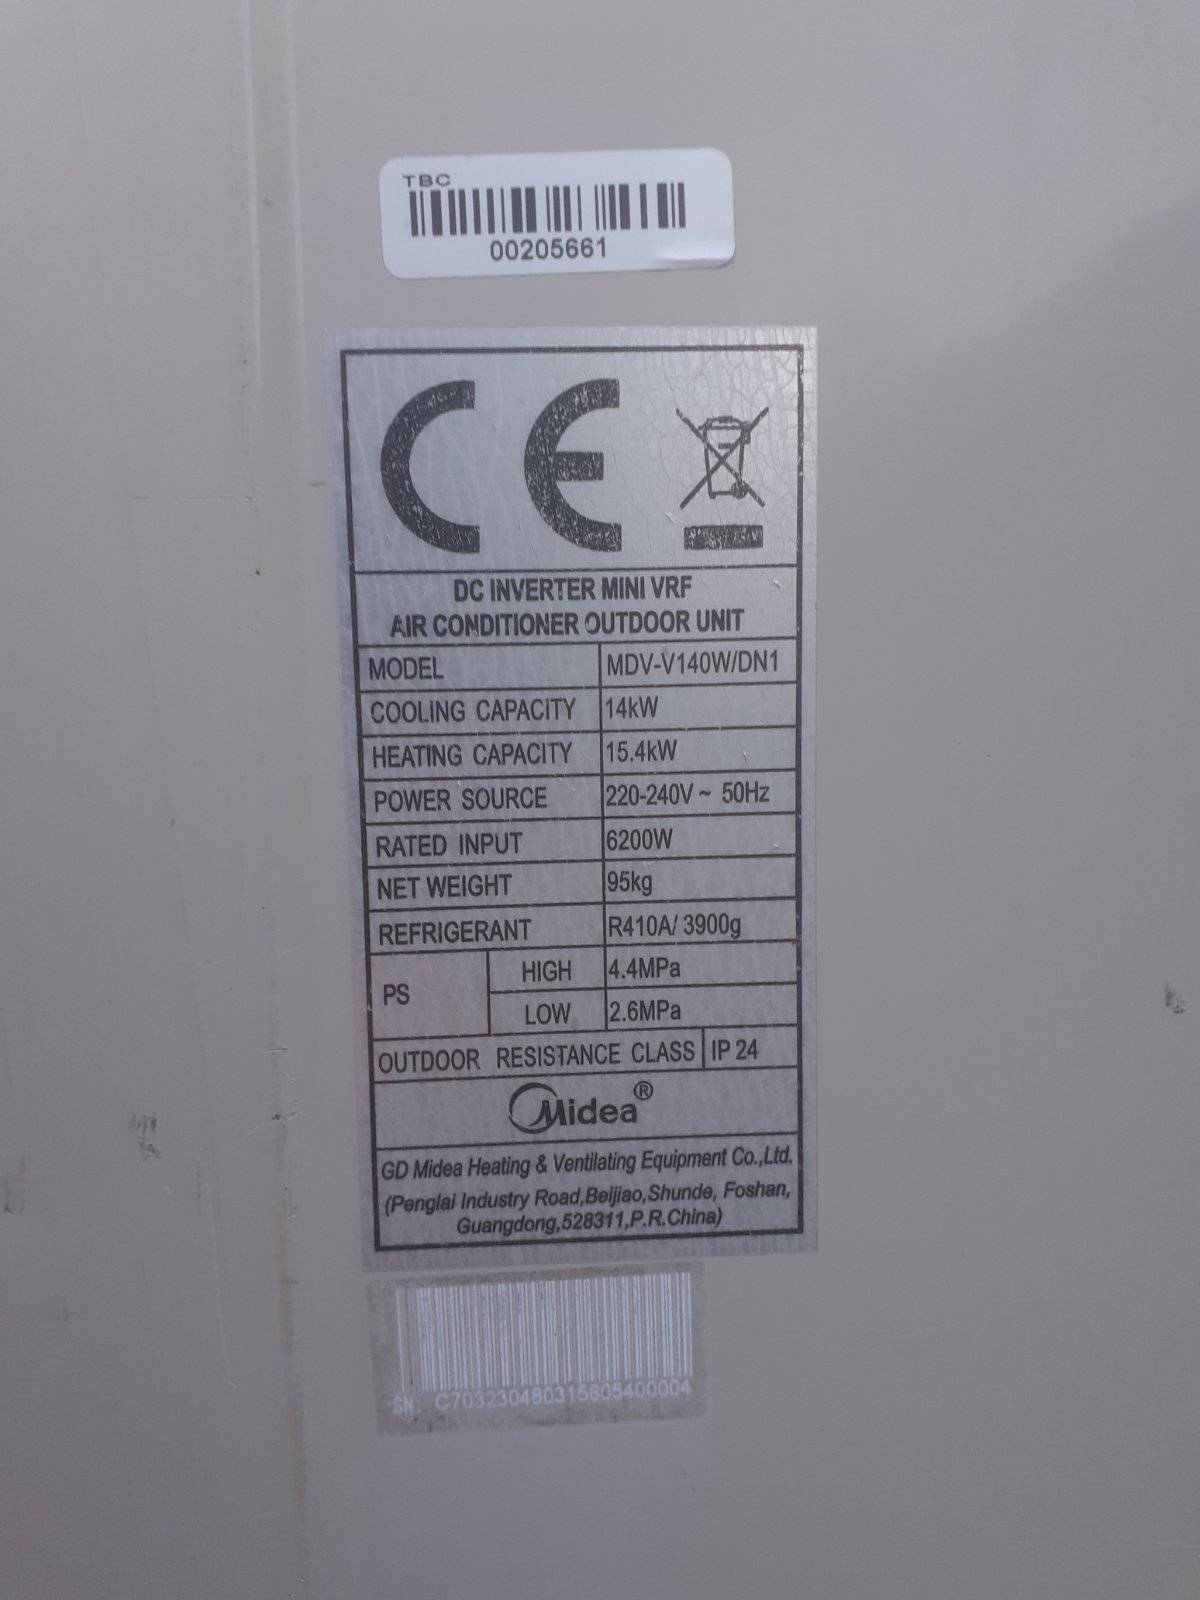 TBC
00205661
CE
DC INVERTER MINI VRF
AIR CONDITIONER OUTDOOR UNIT
MODEL MDV-V140W/DN1
COOLING CAPACITY 14kW
HEATING CAPACITY 15.4kW
POWER SOURCE 220-240V ~ 50Hz
RATED INPUT 6200W
NET WEIGHT 95kg
REFRIGERANT R410A/ 3900g
PS HIGH 4.4MPa
LOW 2.6MPa
OUTDOOR RESISTANCE CLASS IP 24
Midea®
GD Midea Heating & Ventilating Equipment Co.,Ltd.
(Penglai Industry Road,Beijiao,Shunde, Foshan,
Guangdong,528311,P.R.China)
SN: C703230480315605400004